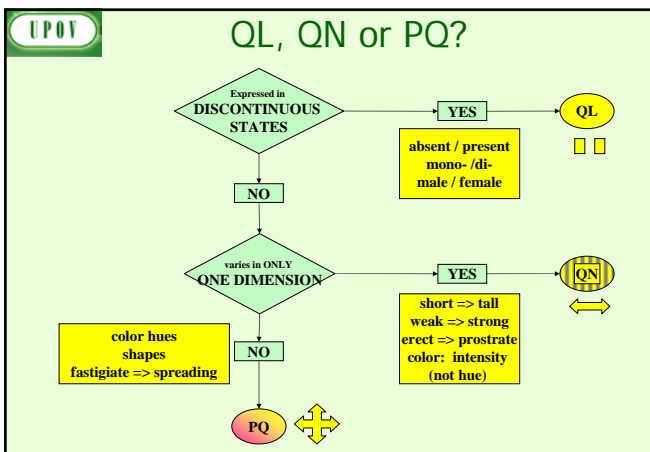 UPOV
QL, QN or PQ?
Expressed in
DISCONTINUOUS
STATES
YES
QL
absent / present
mono- /di-
male / female
NO
varies in ONLY
ONE DIMENSION
YES
QN
short => tall
weak => strong
erect => prostrate
color: intensity
(not hue)
color hues
shapes
fastigiate => spreading
NO
PQ